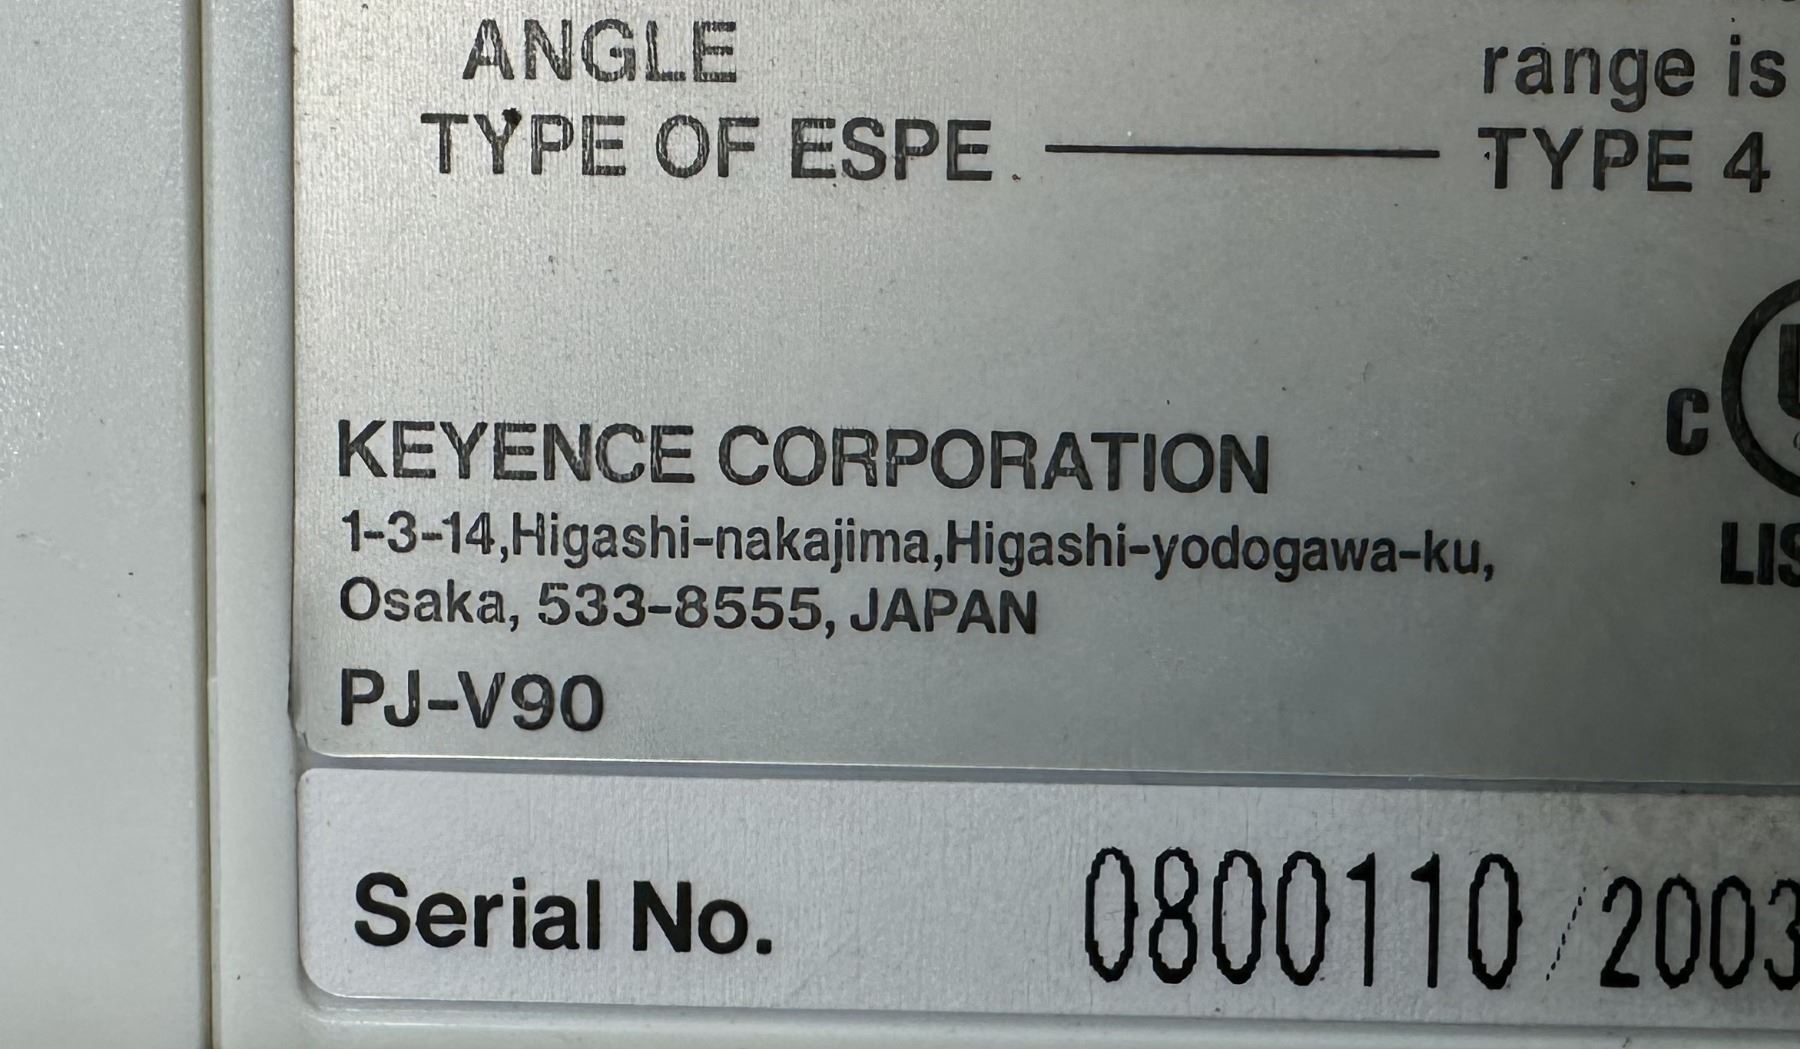 ANGLE
range is
TYPE OF ESPE
TYPE 4
KEYENCE CORPORATION
C
1-3-14,Higashi-nakajima,Higashi-yodogawa-ku,
Osaka, 533-8555, JAPAN
PJ-V90
Serial No. 0800110/2003